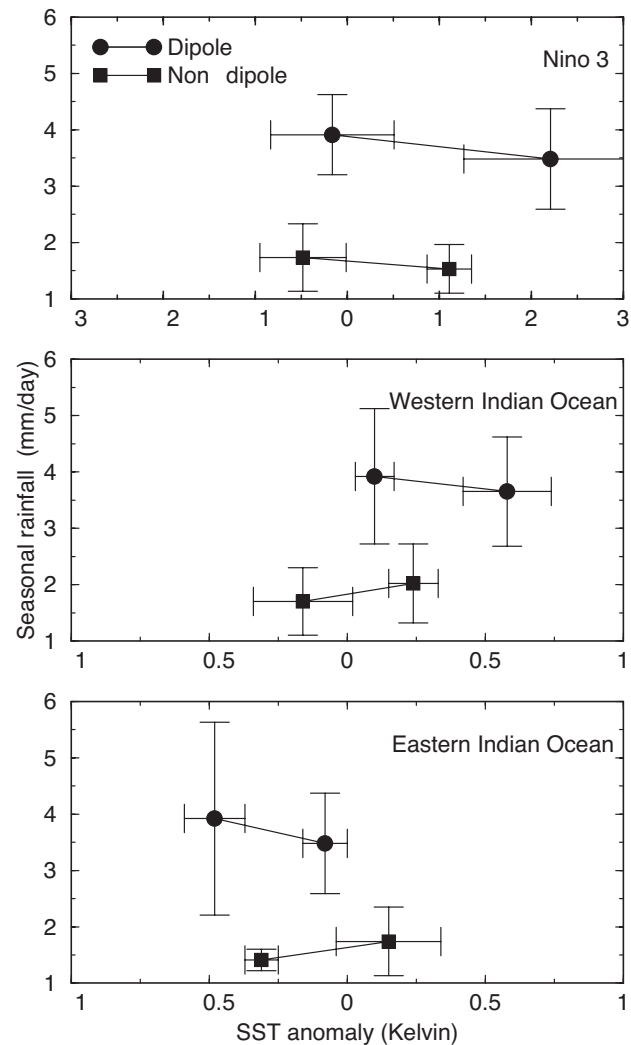 6
Dipole
Nino 3
Non dipole
5
4
3
2
1
3 2 1 0 1 2 3
6
Western Indian Ocean
5
4
3
2
1
1 0.5 0 0.5 1
Seasonal rainfall (mm/day)
6
Eastern Indian Ocean
5
4
3
2
1
1 0.5 0 0.5 1
SST anomaly (Kelvin)